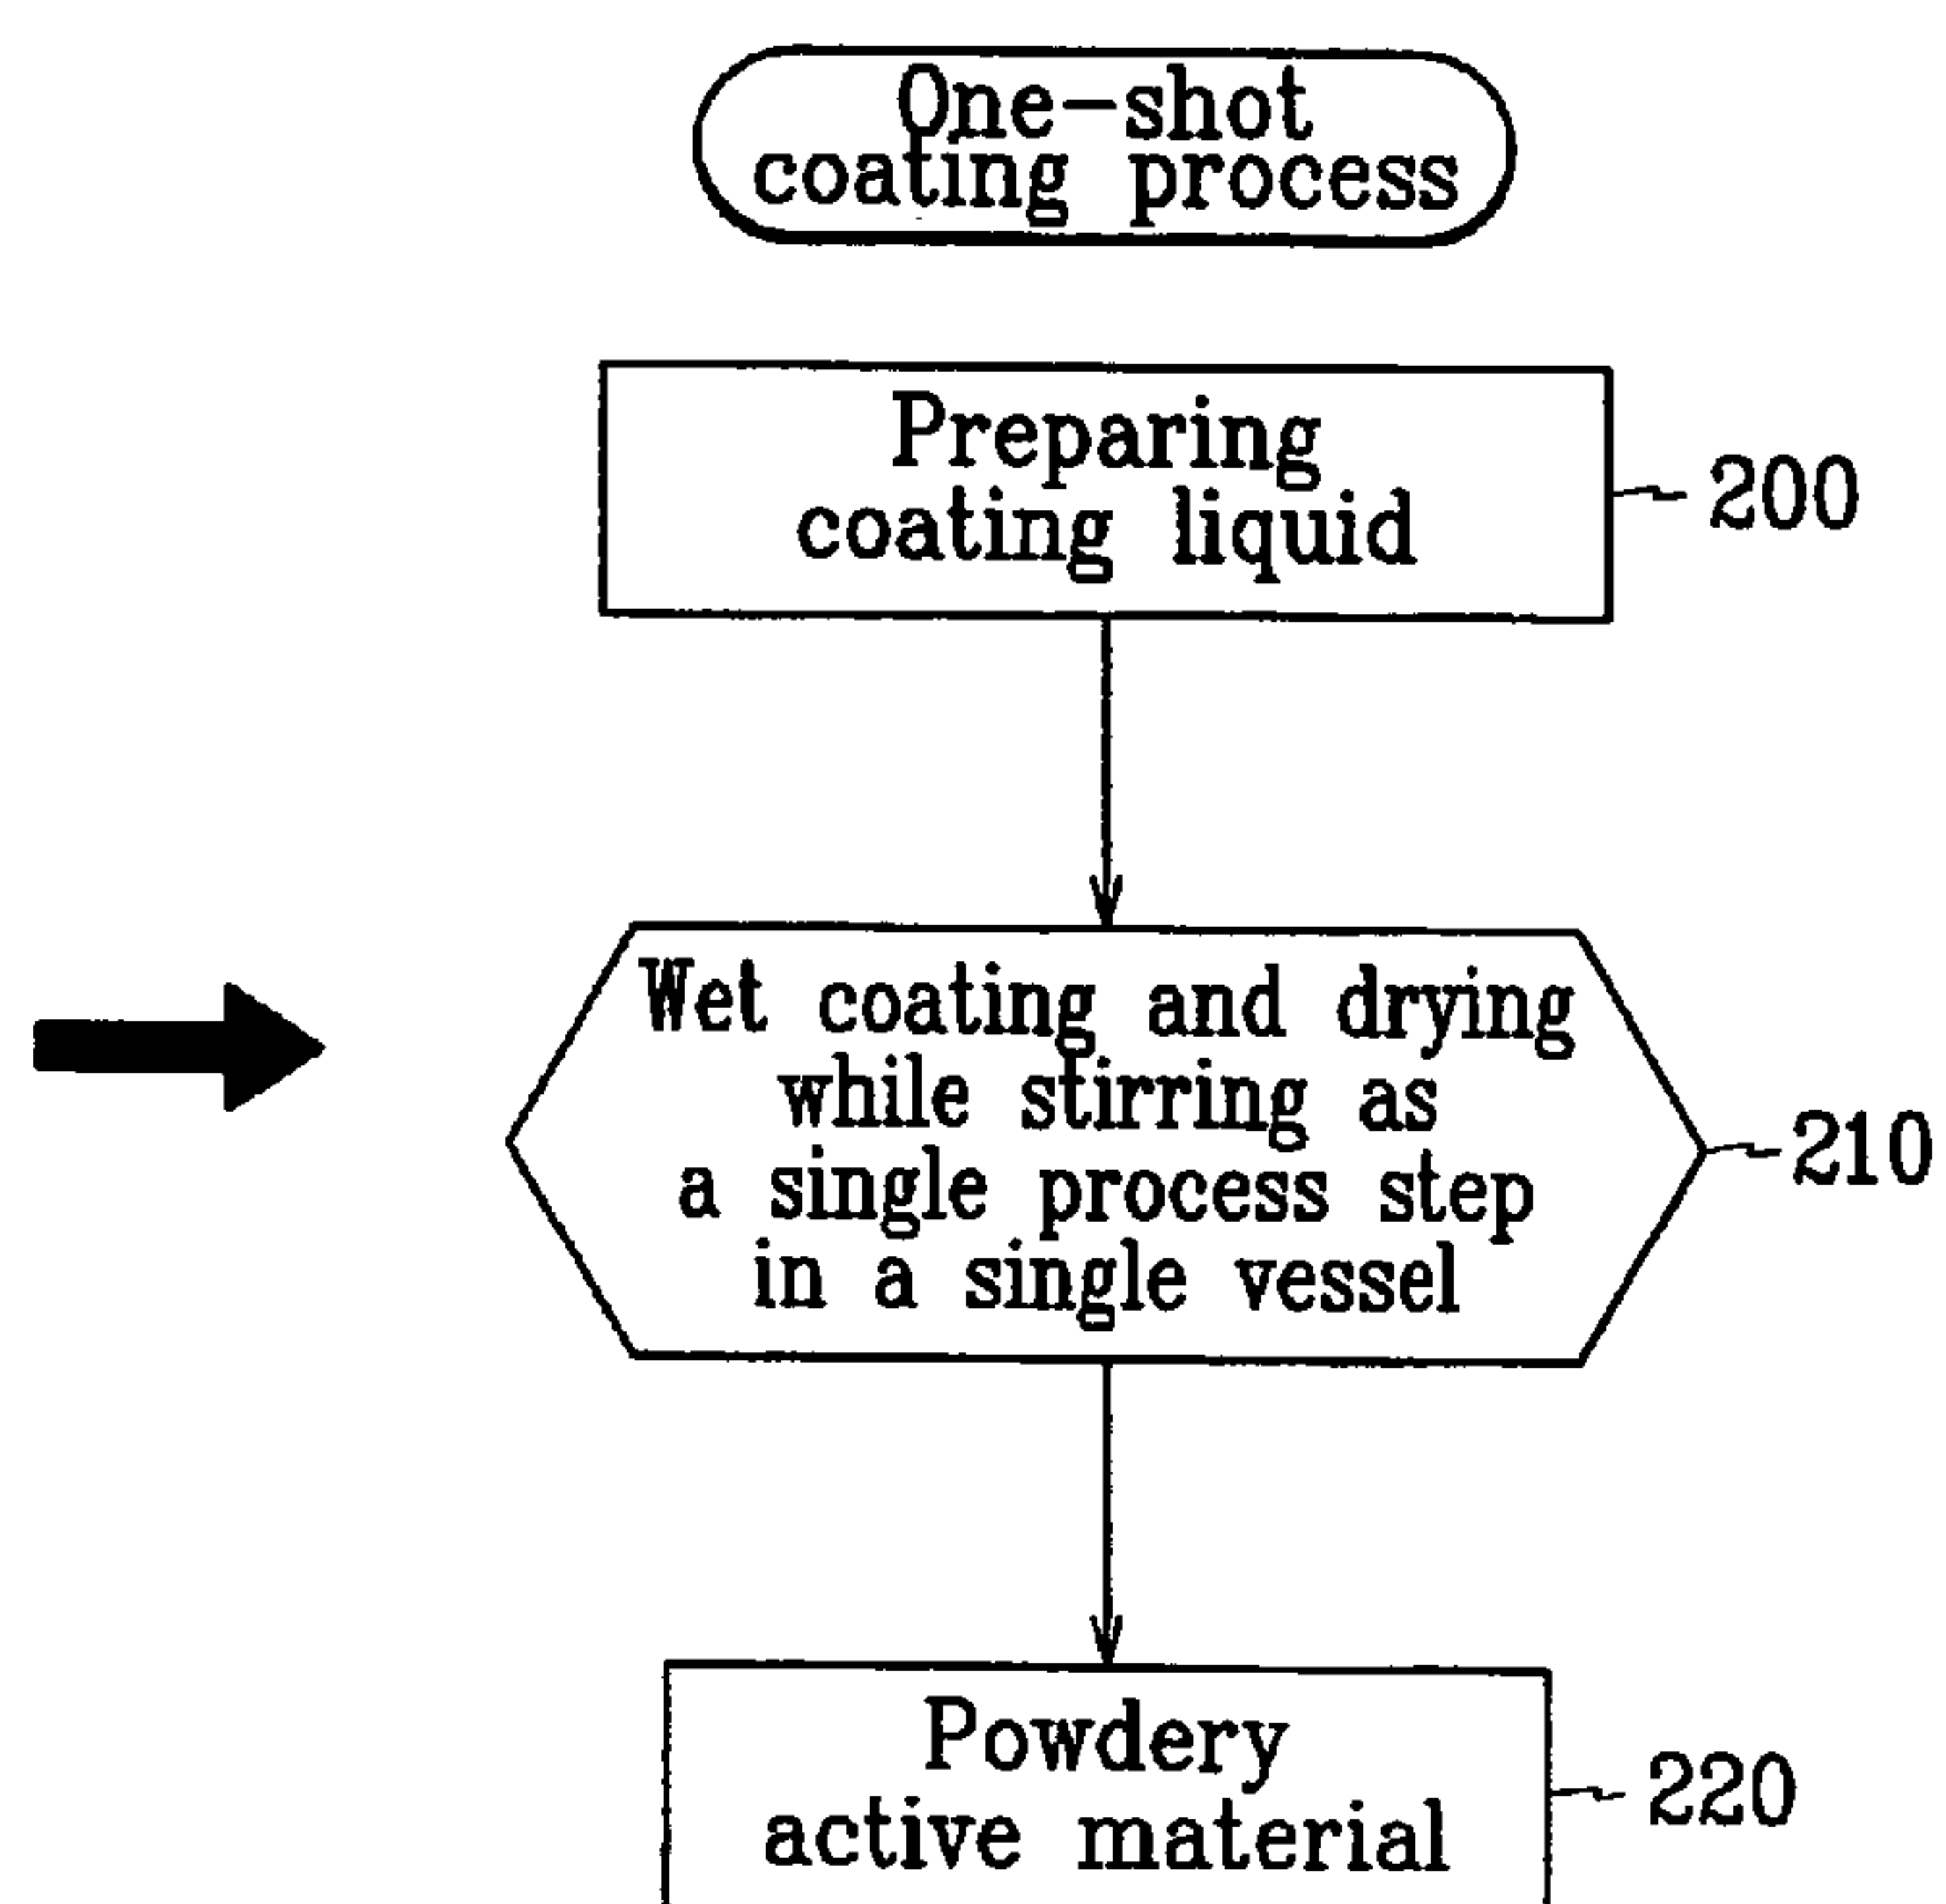 One-shot
coating process
Preparing
coating liquid
200
Wet coating and drying
while stirring as
a single process step
in a single vessel
210
Powdery
active material
220